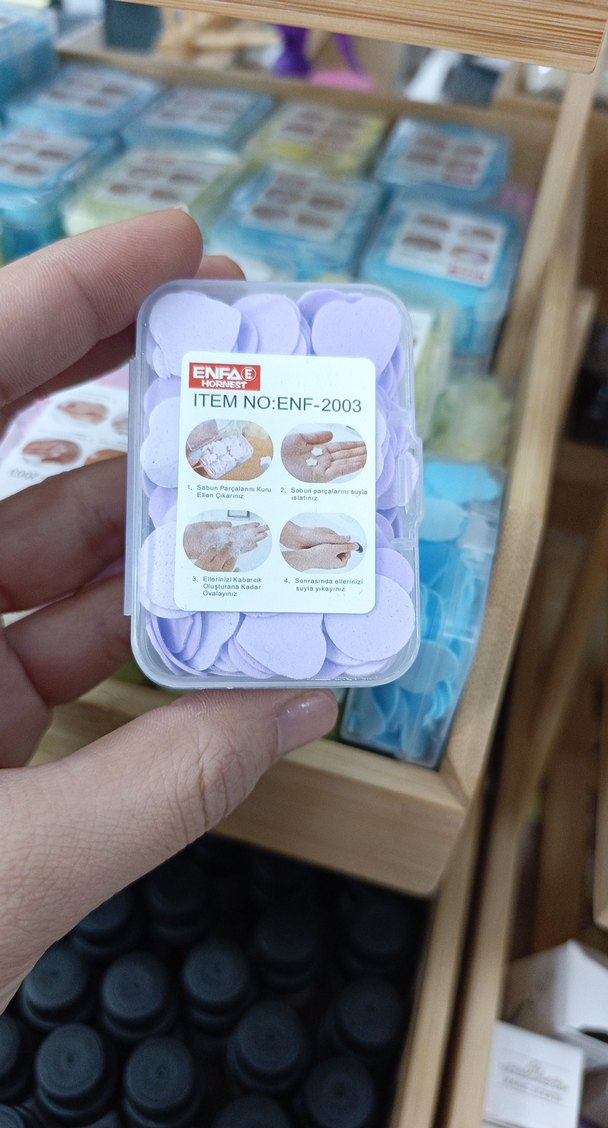 ENFA E
HORNEST
ITEM NO:ENF-2003
1、Sabun Parçalarını Kuru
Ellen Çıkarınız
2、Sabun parçalarını suyla
ıslatınız
3、Ellerinizi Kabarcık
Oluşturana Kadar
Ovalayınız
4、Sonrasında ellerinizi
suyla yıkayınız